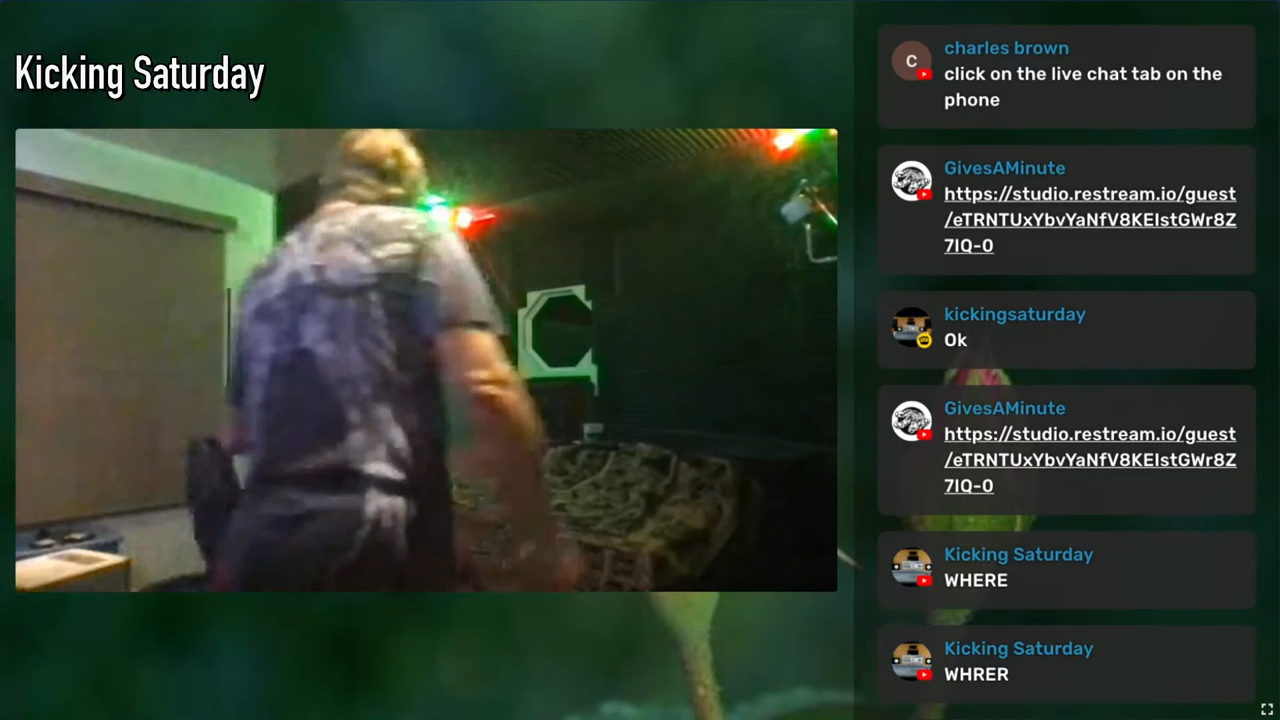 Kicking Saturday
C
charles brown
click on the live chat tab on the
phone
GivesAMinute
https://studio.restream.io/guest
/eTRNTUxYbvYaNfV8KEIstGWr8Z
7IQ-0
kickingsaturday
Ok
GivesAMinute
https://studio.restream.io/guest
/eTRNTUxYbvYaNfV8KEIstGWr8Z
7IQ-0
Kicking Saturday
WHERE
Kicking Saturday
WHRER